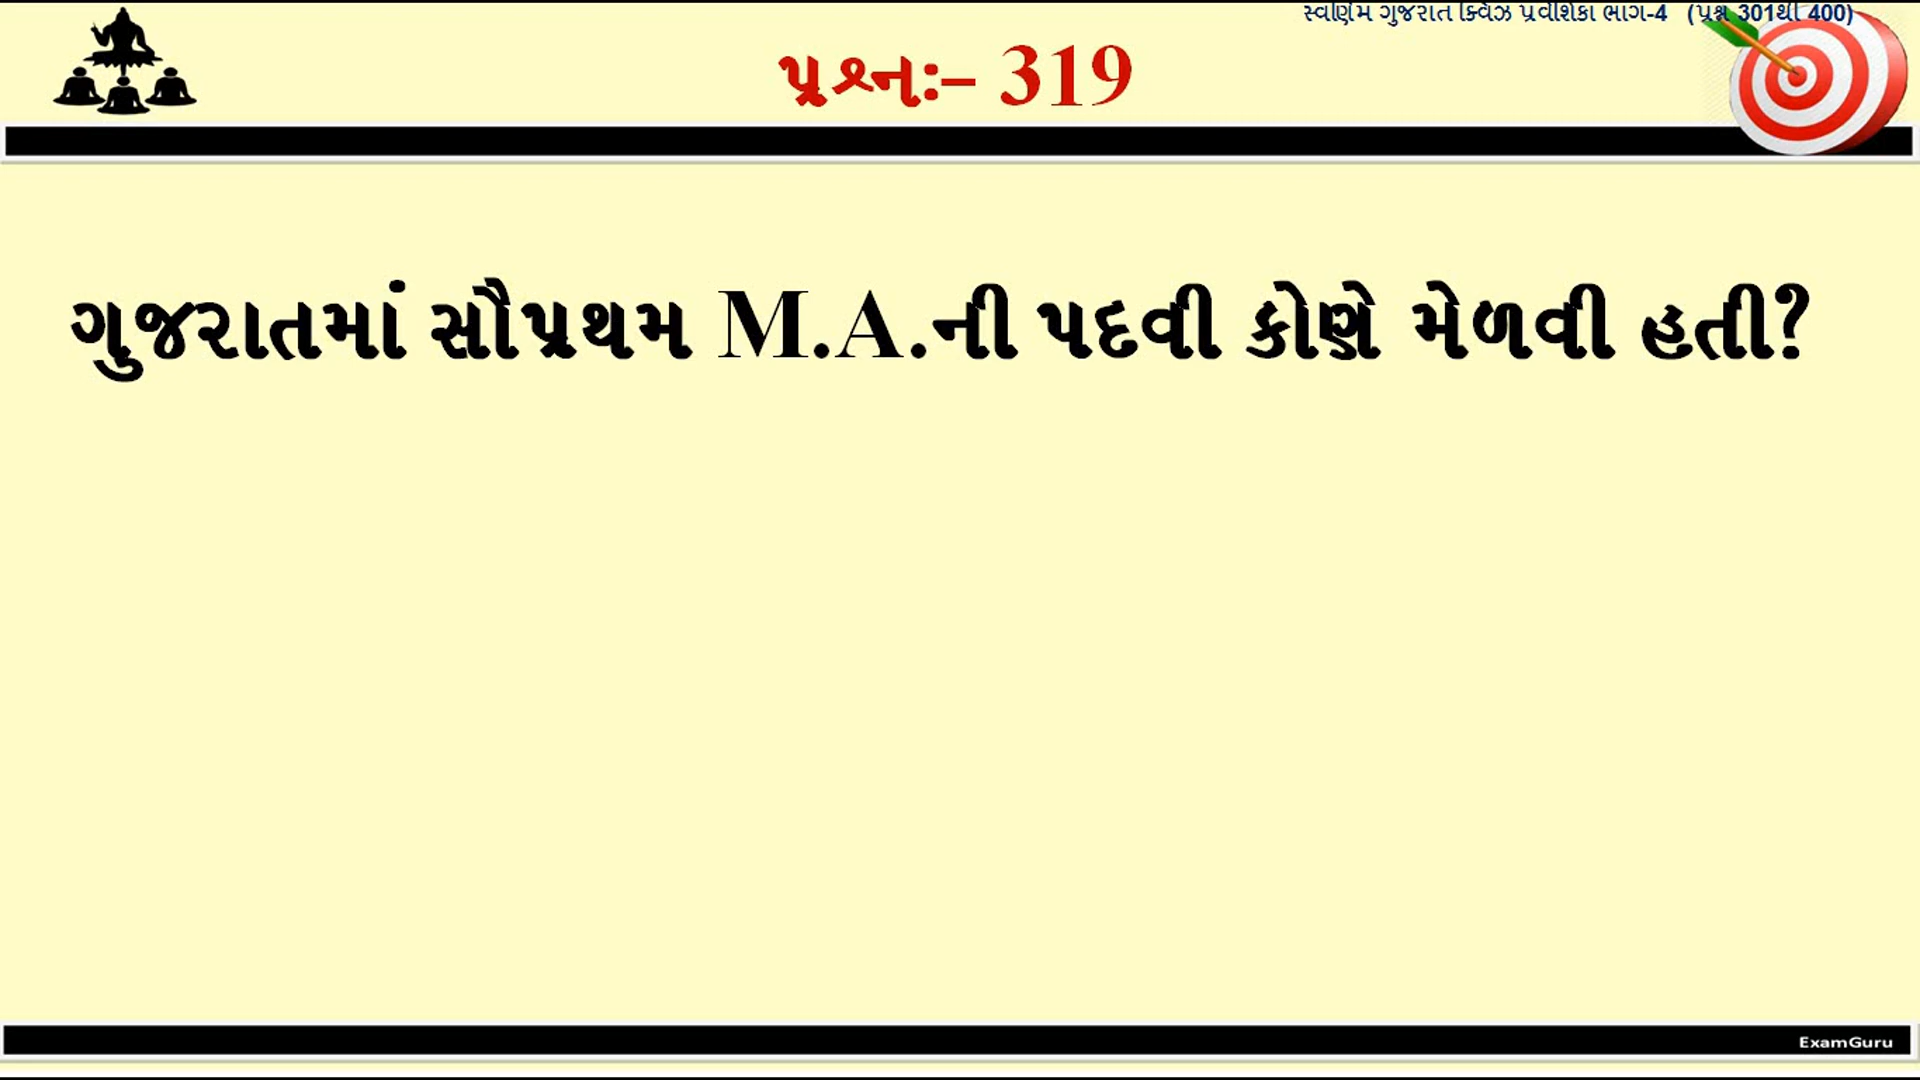 સ્વર્ણિમ ગુજરાત ક્વિઝ પ્રવેશિકા ભાગ-4 (પ્રશ્ન 301થી 400)
પ્રશ્નઃ– 319
ગુજરાતમાં સૌપ્રથમ M.A.ની પદવી કોણે મેળવી હતી?
ExamGuru